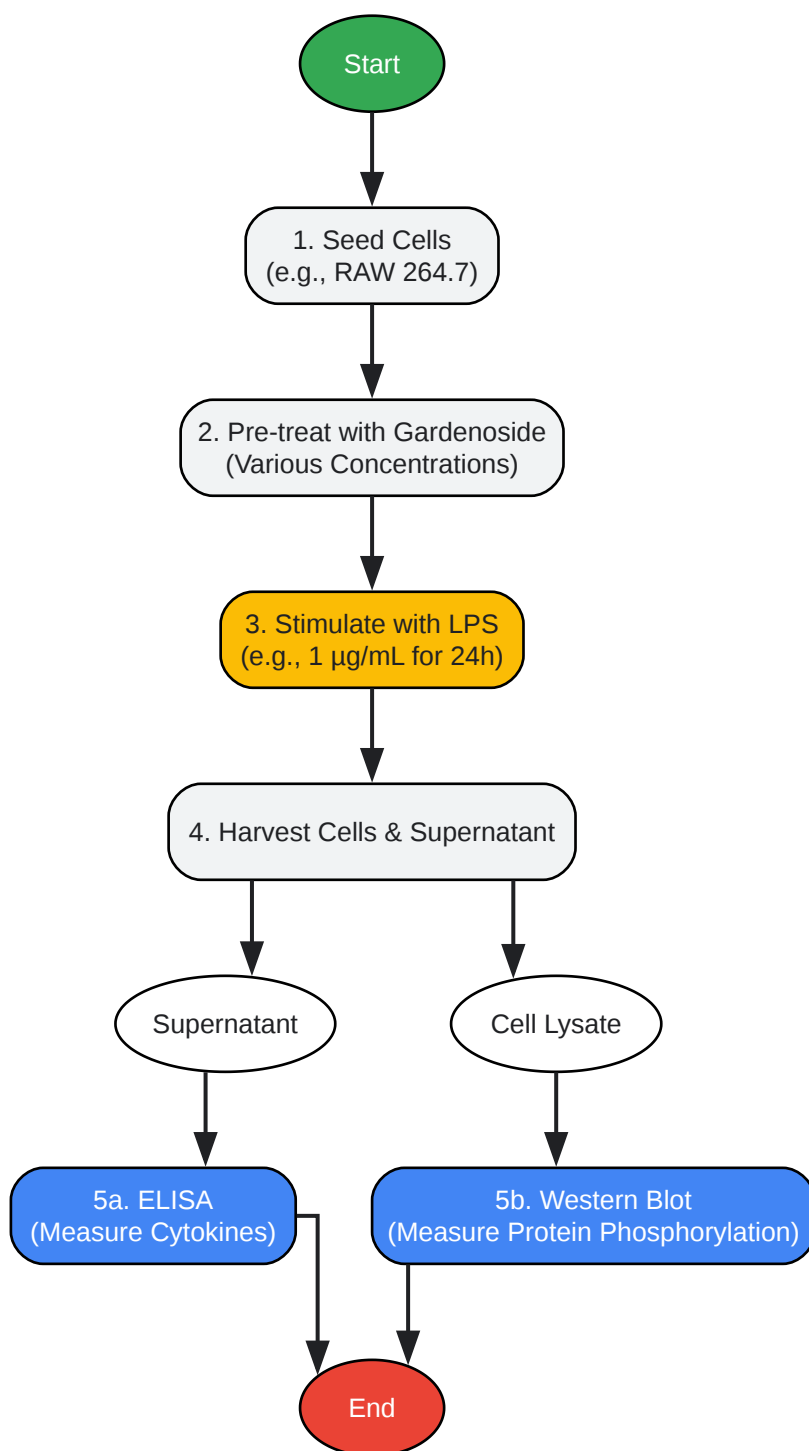 Start
1. Seed Cells
(e.g., RAW 264.7)
2. Pre-treat with Gardenoside
(Various Concentrations)
3. Stimulate with LPS
(e.g., 1 µg/mL for 24h)
4. Harvest Cells & Supernatant
Supernatant
Cell Lysate
5a. ELISA
(Measure Cytokines)
5b. Western Blot
(Measure Protein Phosphorylation)
End